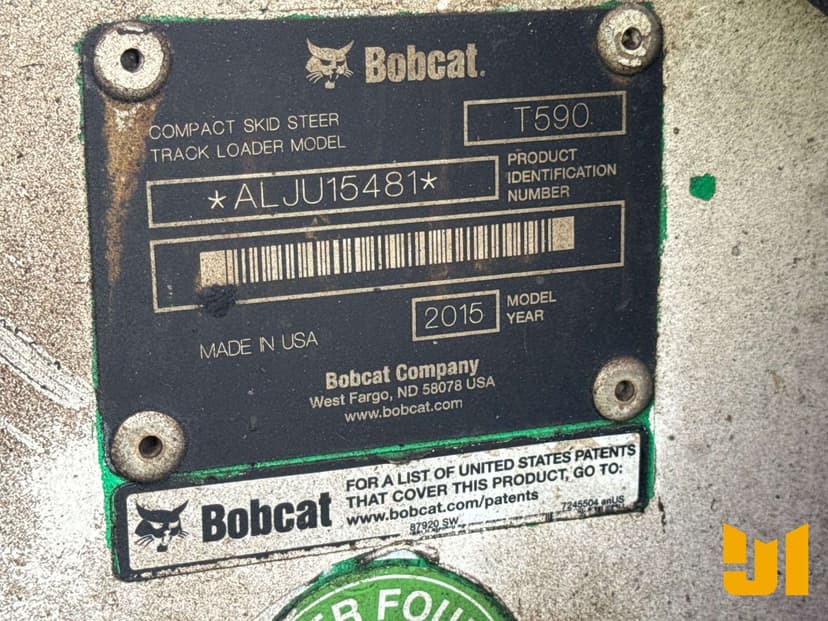 Bobcat.
COMPACT SKID STEER
TRACK LOADER MODEL
T590
*ALJU15481*
PRODUCT
IDENTIFICATION
NUMBER
2015
MODEL
YEAR
MADE IN USA
Bobcat Company
West Fargo, ND 58078 USA
www.bobcat.com
Bobcat
FOR A LIST OF UNITED STATES PATENTS
THAT COVER THIS PRODUCT, GO TO:
www.bobcat.com/patents
7245504 enUS
87920 SW